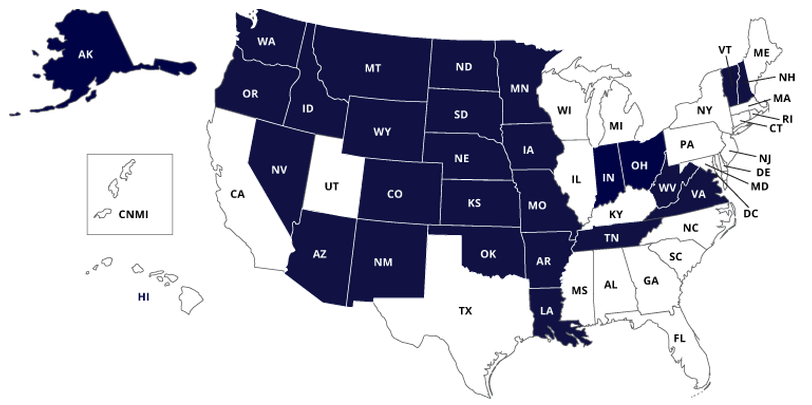 AK
WA
MT
ND
MN
VT
ME
NH
OR
ID
SD
WI
MI
NY
MA
RI
CT
WY
IA
PA
NJ
NV
UT
NE
IL
IN
OH
DE
MD
CNMI
CA
CO
KS
MO
KY
WV
VA
DC
AZ
NM
OK
TN
NC
AR
SC
HI
TX
LA
MS
AL
GA
FL